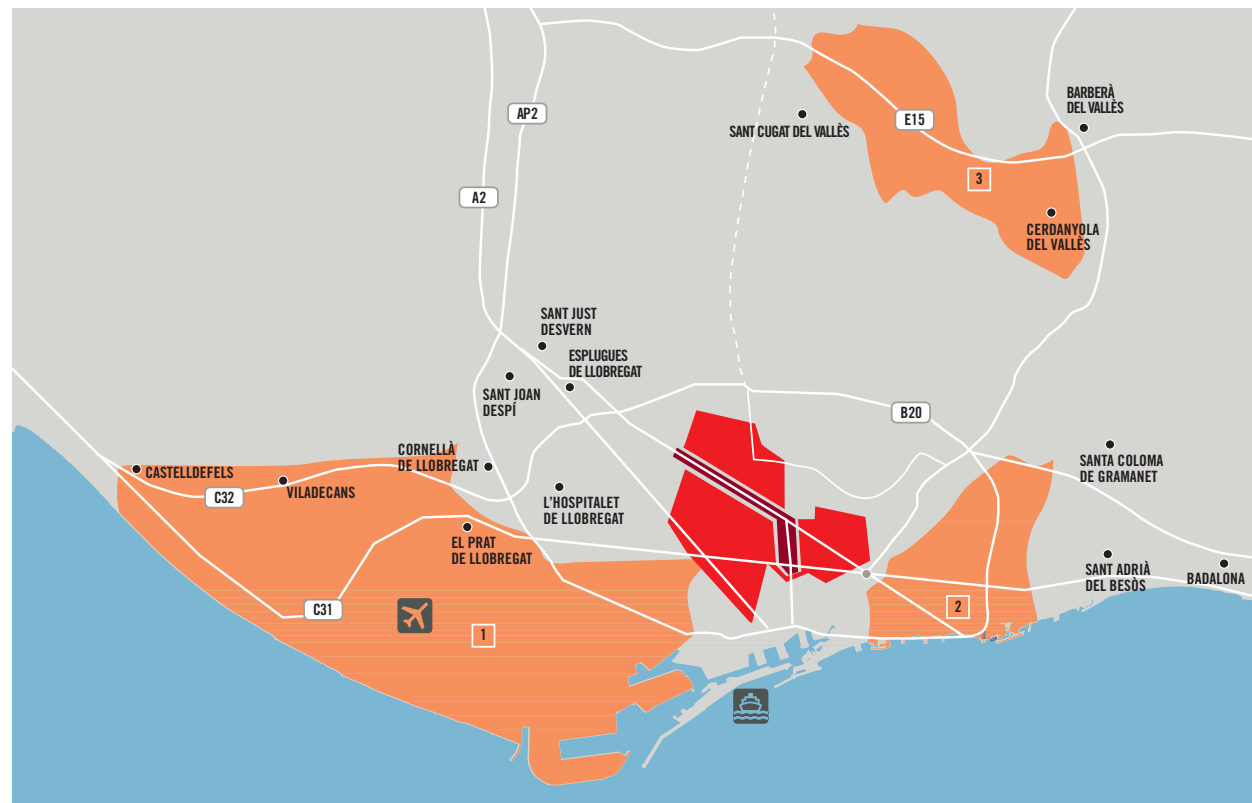 AP2
E15
BARBERÀ
DEL VALLÈS
SANT CUGAT DEL VALLÈS
3
A2
CERDANYOLA
DEL VALLÈS
SANT JUST
DESVERN
ESPLUGUES
DE LLOBREGAT
SANT JOAN
DESPÍ
B20
CORNELLÀ
DE LLOBREGAT
SANTA COLOMA
DE GRAMANET
CASTELLDEFELS
VILADECANS
C32
L'HOSPITALET
DE LLOBREGAT
EL PRAT
DE LLOBREGAT
SANT ADRIÀ
DEL BESÒS
BADALONA
C31
1
2